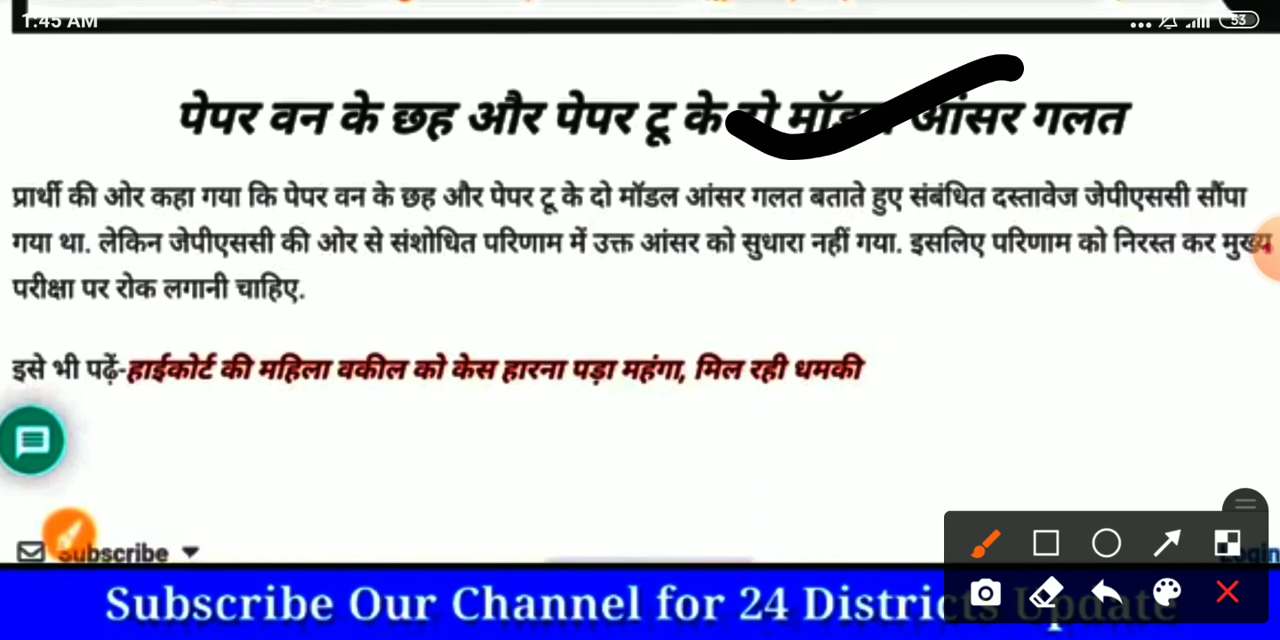 1:45 AM
53
पेपर वन के छह और पेपर टू के दो मॉडल आंसर गलत
प्रार्थी की ओर कहा गया कि पेपर वन के छह और पेपर टू के दो मॉडल आंसर गलत बताते हुए संबंधित दस्तावेज जेपीएससी सौंपा
गया था. लेकिन जेपीएससी की ओर से संशोधित परिणाम में उक्त आंसर को सुधारा नहीं गया. इसलिए परिणाम को निरस्त कर मुख्य
परीक्षा पर रोक लगानी चाहिए.
इसे भी पढ़ें-हाईकोर्ट की महिला वकील को केस हारना पड़ा महंगा, मिल रही धमकी
Subscribe
Login
Subscribe Our Channel for 24 Districts Update